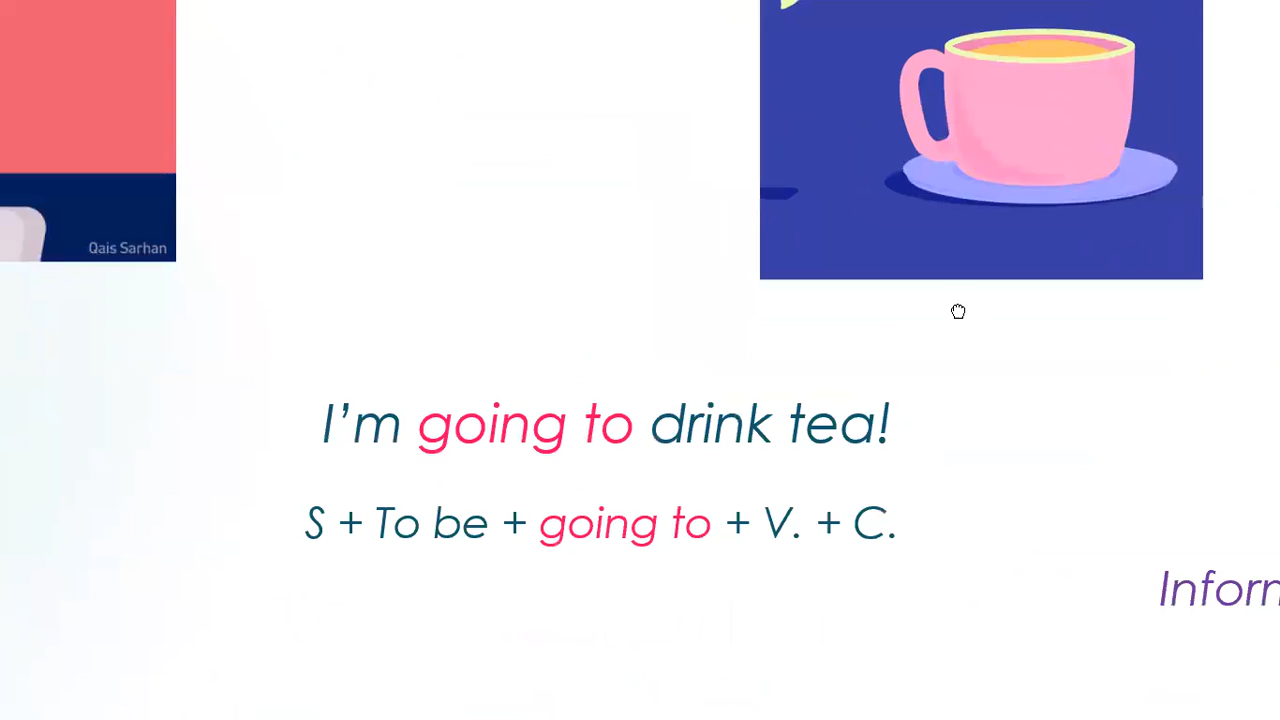 Qais Sarhan
I'm going to drink tea!
S + To be + going to + V. + C.